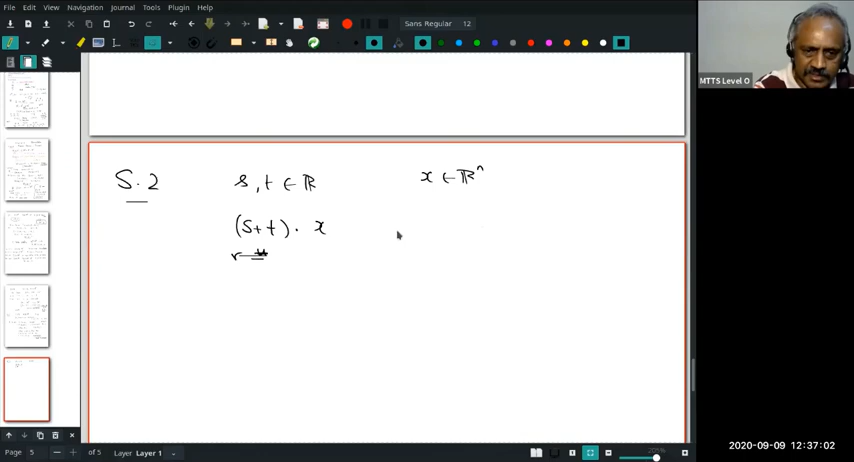 File Edit View Navigation Journal Tools Plugin Help
Sans Regular 12
MTTS Level O
S.2 s, t ∈ ℝ x ∈ ℝⁿ
(s+t) · x
Page 5 of 5 Layer Layer 1
2020-09-09 12:37:02